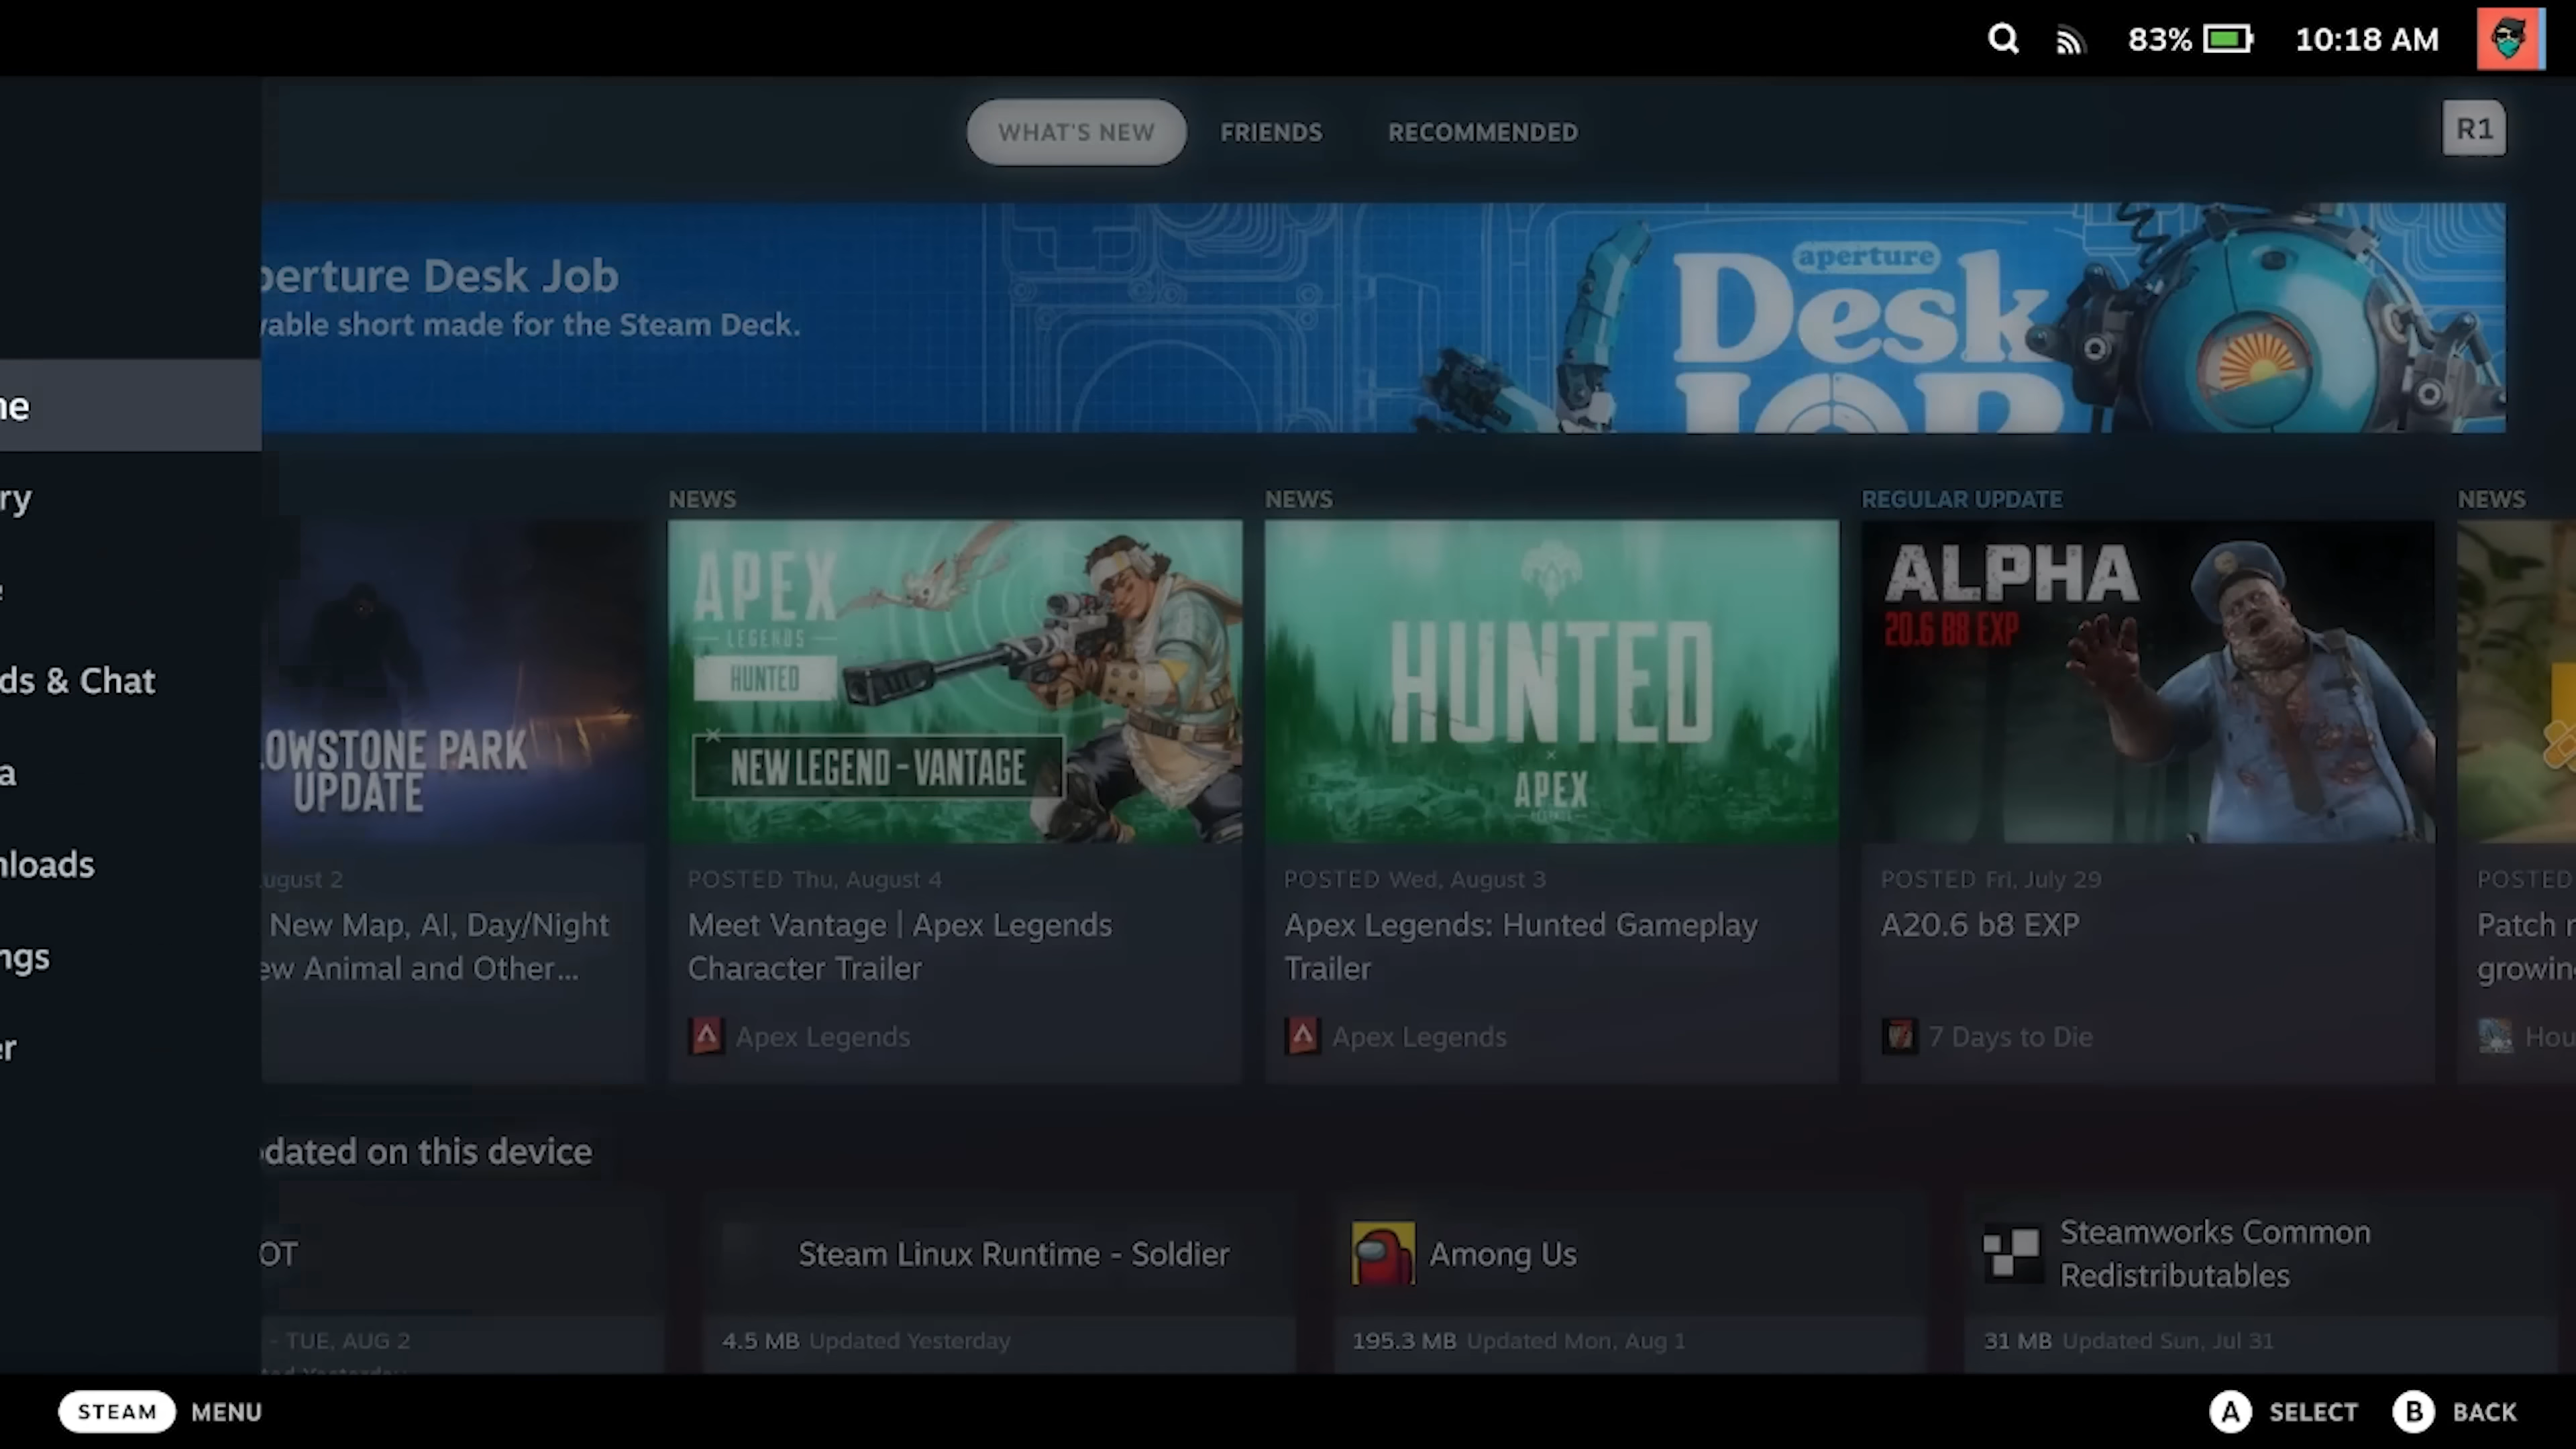 83%
10:18 AM
WHAT'S NEW
FRIENDS
RECOMMENDED
R1
perture Desk Job
yable short made for the Steam Deck.
aperture
Desk
JOB
ne
ry
e
ds & Chat
a
nloads
ngs
er
LOWSTONE PARK
UPDATE
ugust 2
New Map, AI, Day/Night
ew Animal and Other...
NEWS
APEX
LEGENDS
HUNTED
NEW LEGEND - VANTAGE
POSTED Thu, August 4
Meet Vantage | Apex Legends
Character Trailer
Apex Legends
NEWS
HUNTED
APEX
POSTED Wed, August 3
Apex Legends: Hunted Gameplay
Trailer
Apex Legends
REGULAR UPDATE
ALPHA
20.6 B8 EXP
POSTED Fri, July 29
A20.6 b8 EXP
7 Days to Die
NEWS
POSTED
Patch n
growin
Hou
dated on this device
OT
- TUE, AUG 2
Steam Linux Runtime - Soldier
4.5 MB Updated Yesterday
Among Us
195.3 MB Updated Mon, Aug 1
Steamworks Common
Redistributables
31 MB Updated Sun, Jul 31
STEAM MENU
A SELECT B BACK